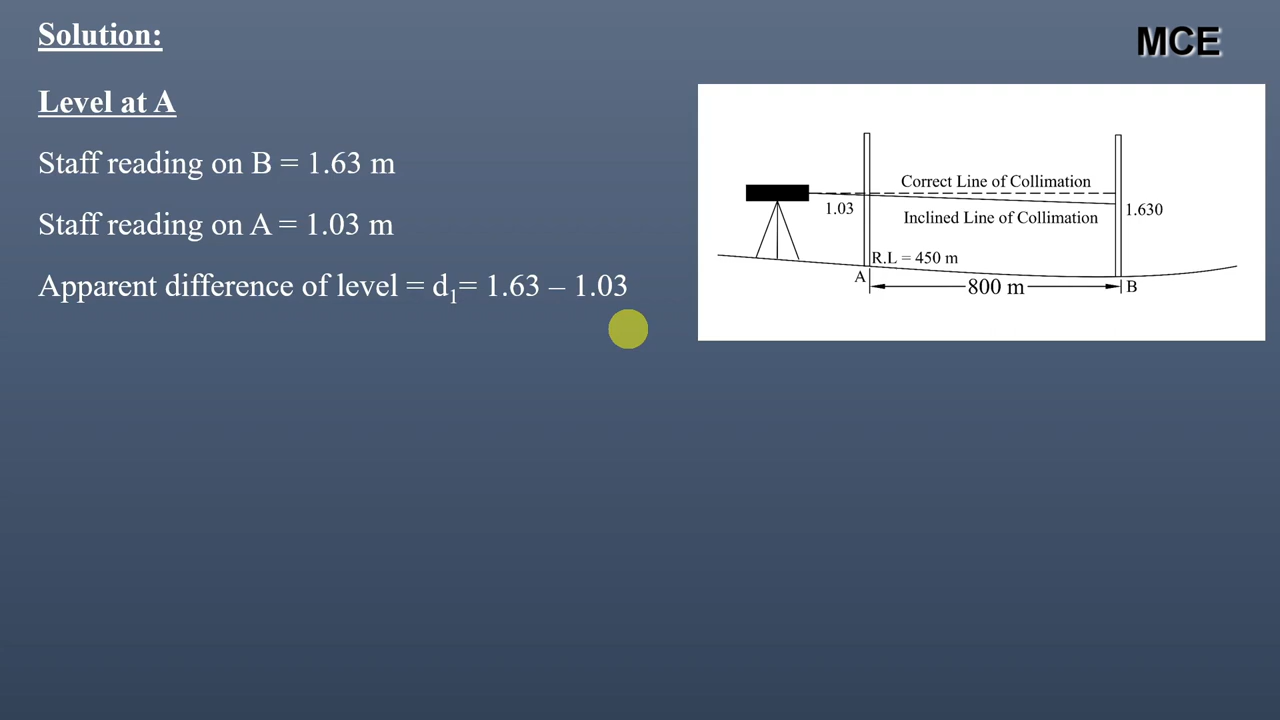 Solution:
MCE
Level at A
Staff reading on B = 1.63 m
Staff reading on A = 1.03 m
Apparent difference of level = d₁= 1.63 – 1.03
Correct Line of Collimation
1.03
1.630
Inclined Line of Collimation
R.L = 450 m
A
800 m
B